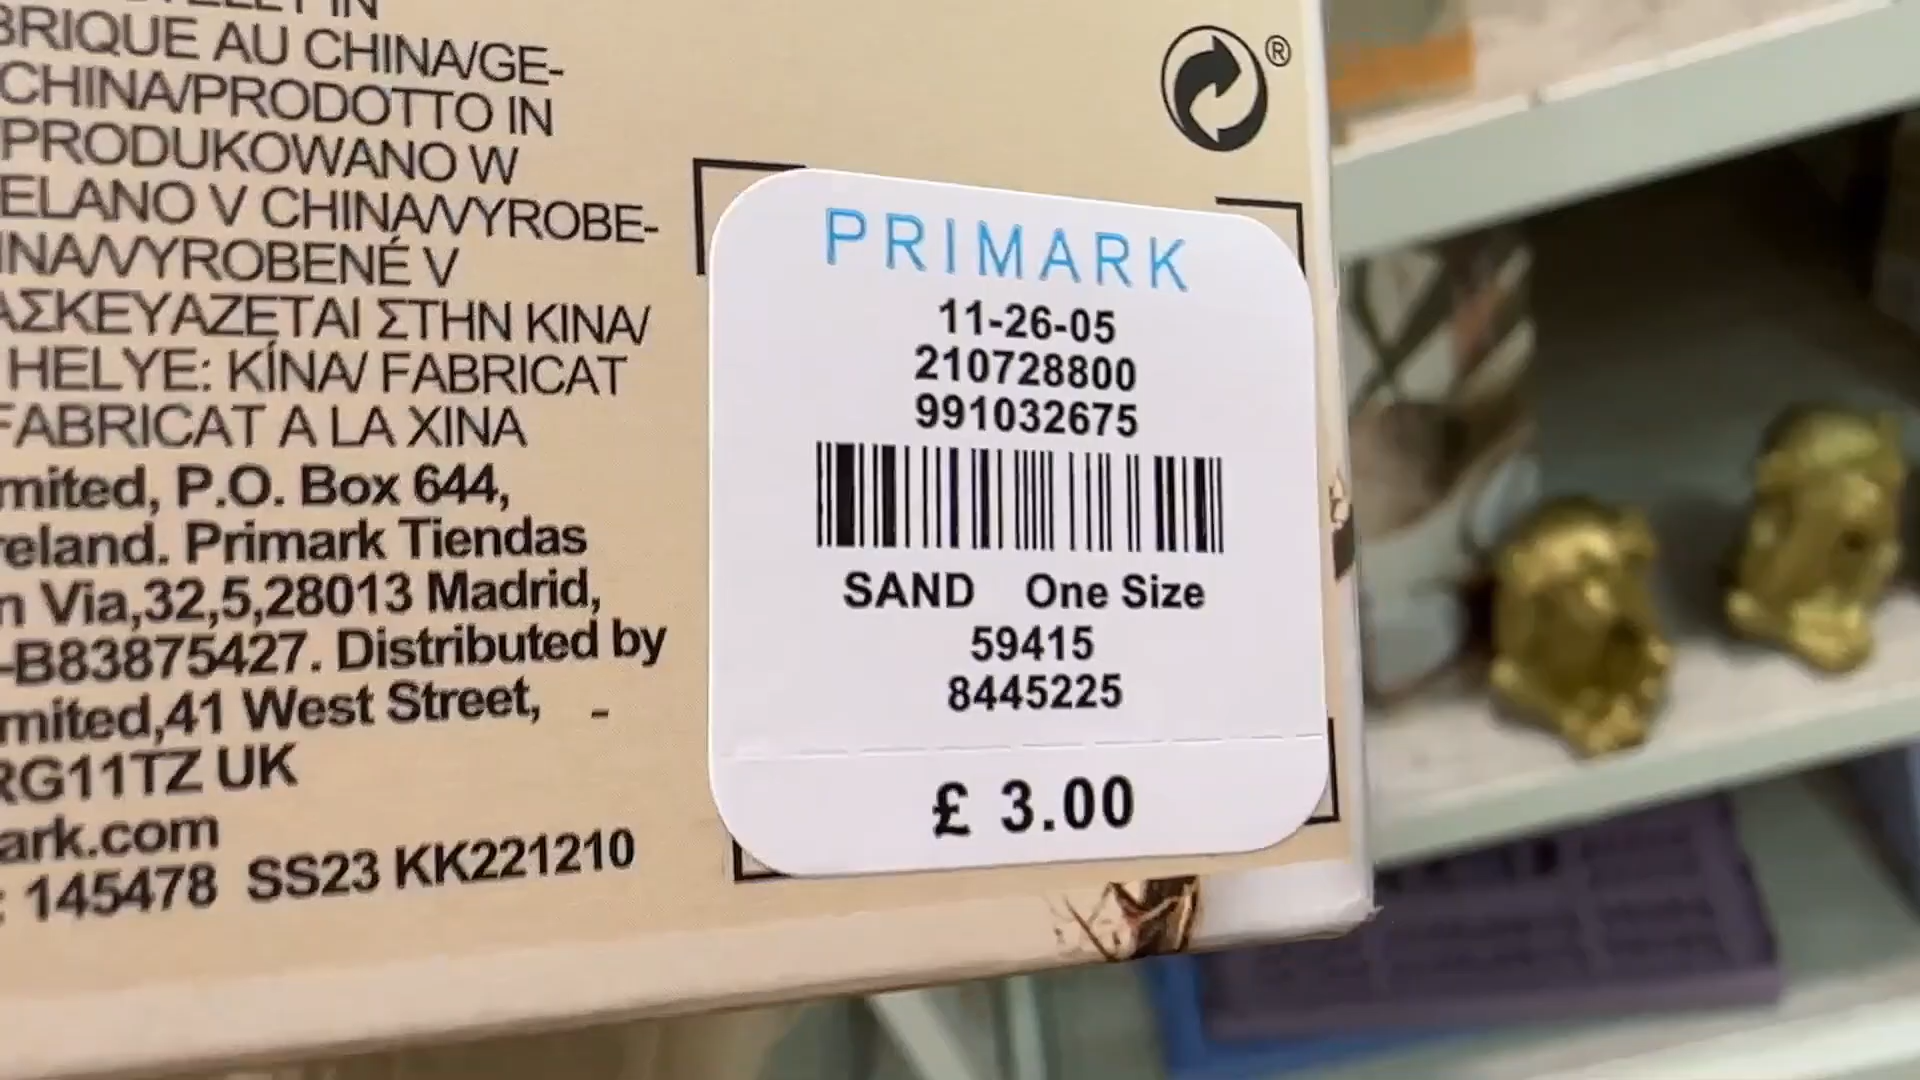 BRIQUE AU CHINA/GE-
CHINA/PRODOTTO IN
PRODUKOWANO W
ELANO V CHINA/VYROBE-
INA/VYROBENÉ V
ΑΣΚΕΥΑΖΕΤΑΙ ΣΤΗΝ ΚΙΝΑ/
HELYE: KÍNA/ FABRICAT
FABRICAT A LA XINA
mited, P.O. Box 644,
reland. Primark Tiendas
n Via,32,5,28013 Madrid,
-B83875427. Distributed by
mited,41 West Street,
RG11TZ UK
ark.com
: 145478 SS23 KK221210
®
PRIMARK
11-26-05
210728800
991032675
SAND One Size
59415
8445225
£ 3.00